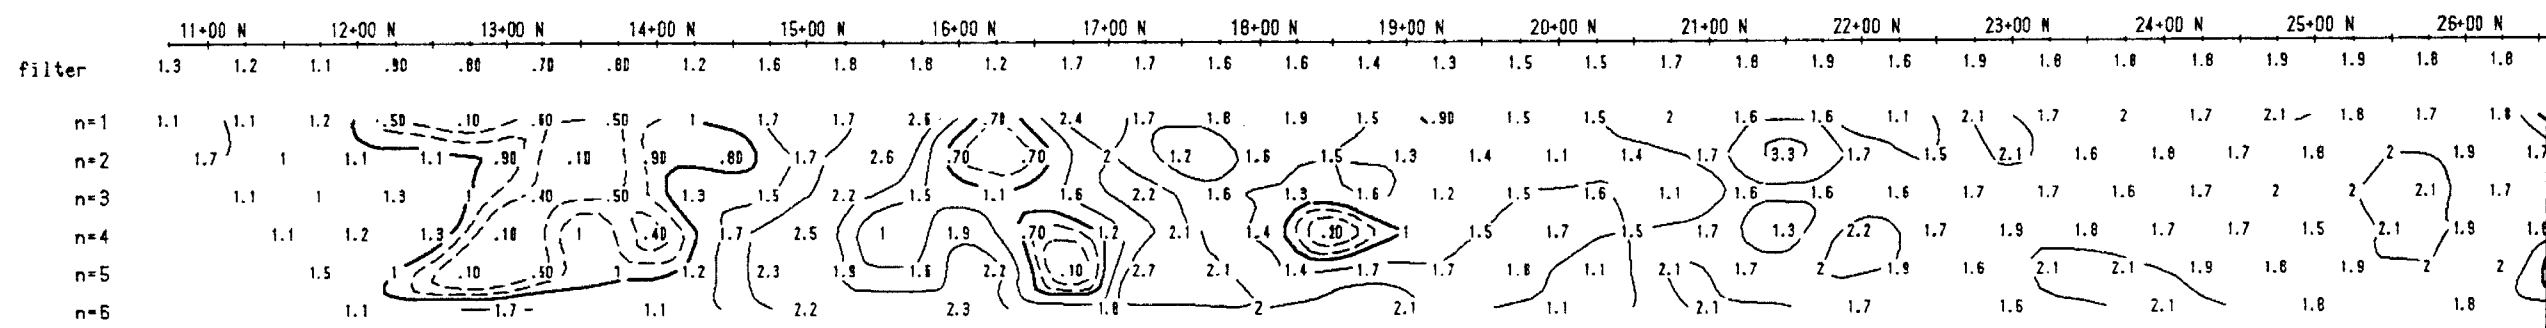 11+00 N 12+00 N 13+00 N 14+00 N 15+00 N 16+00 N 17+00 N 18+00 N 19+00 N 20+00 N 21+00 N 22+00 N 23+00 N 24+00 N 25+00 N 26+00 N
filter 1.3 1.2 1.1 .90 .80 .70 .80 1.2 1.6 1.8 1.8 1.2 1.7 1.7 1.6 1.6 1.4 1.3 1.5 1.5 1.7 1.8 1.9 1.6 1.9 1.8 1.8 1.8 1.9 1.9 1.8 1.8
n=1 1.1 1.1 1.2 .50 .10 .60 .50 1 1.7 1.7 2.6 .70 2.4 1.7 1.8 1.9 1.5 .90 1.5 1.5 2 1.6 1.6 1.1 2.1 1.7 2 1.7 2.1 1.8 1.7 1.8
n=2 1.7 1 1.1 1.1 .90 .10 .90 .80 1.7 2.6 .70 .70 2 1.2 1.6 1.5 1.3 1.4 1.1 1.4 1.7 3.3 1.7 1.5 2.1 1.6 1.8 1.7 1.8 2 1.9 1.7
n=3 1.1 1 1.3 .40 .50 1.3 1.5 2.2 1.5 1.1 1.6 2.2 1.6 1.3 1.6 1.2 1.5 1.6 1.1 1.6 1.6 1.6 1.7 1.7 1.6 1.7 2 2 2.1 1.7
n=4 1.1 1.2 1.3 .10 1 .40 1.7 2.5 1 1.9 .70 1.2 2.1 1.4 .20 1 1.5 1.7 1.5 1.7 1.3 2.2 1.7 1.9 1.8 1.7 1.7 1.5 2.1 1.9
n=5 1.5 1 .10 .50 1 1.2 2.3 1.9 1.6 2.2 .10 2.7 2.1 1.4 1.7 1.7 1.8 1.1 2.1 1.7 2 1.9 1.6 2.1 2.1 1.9 1.8 1.9 2 2
n=6 1.1 1.7 1.1 2.2 2.3 1.8 2 2.1 1.1 2.1 1.7 1.6 2.1 1.8 1.8